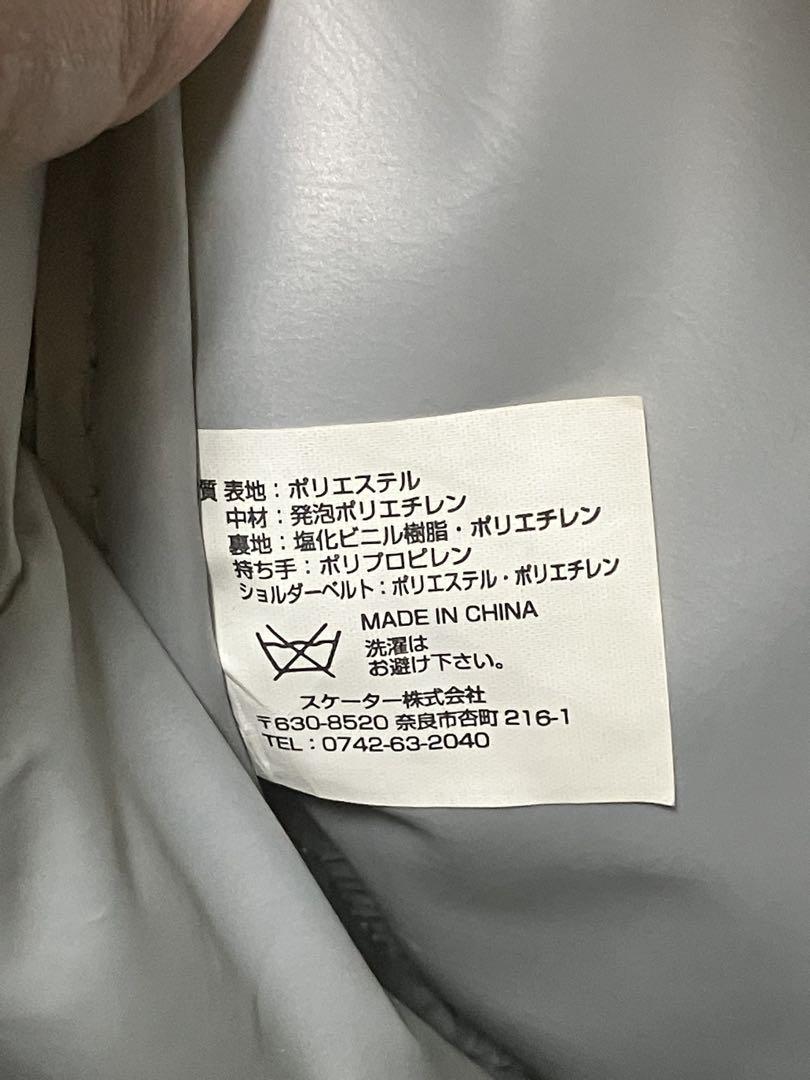 質 表地：ポリエステル
中材：発泡ポリエチレン
裏地：塩化ビニル樹脂・ポリエチレン
持ち手：ポリプロピレン
ショルダーベルト：ポリエステル・ポリエチレン
MADE IN CHINA
洗濯は
お避け下さい。
スケーター株式会社
〒630-8520 奈良市杏町216-1
TEL：0742-63-2040